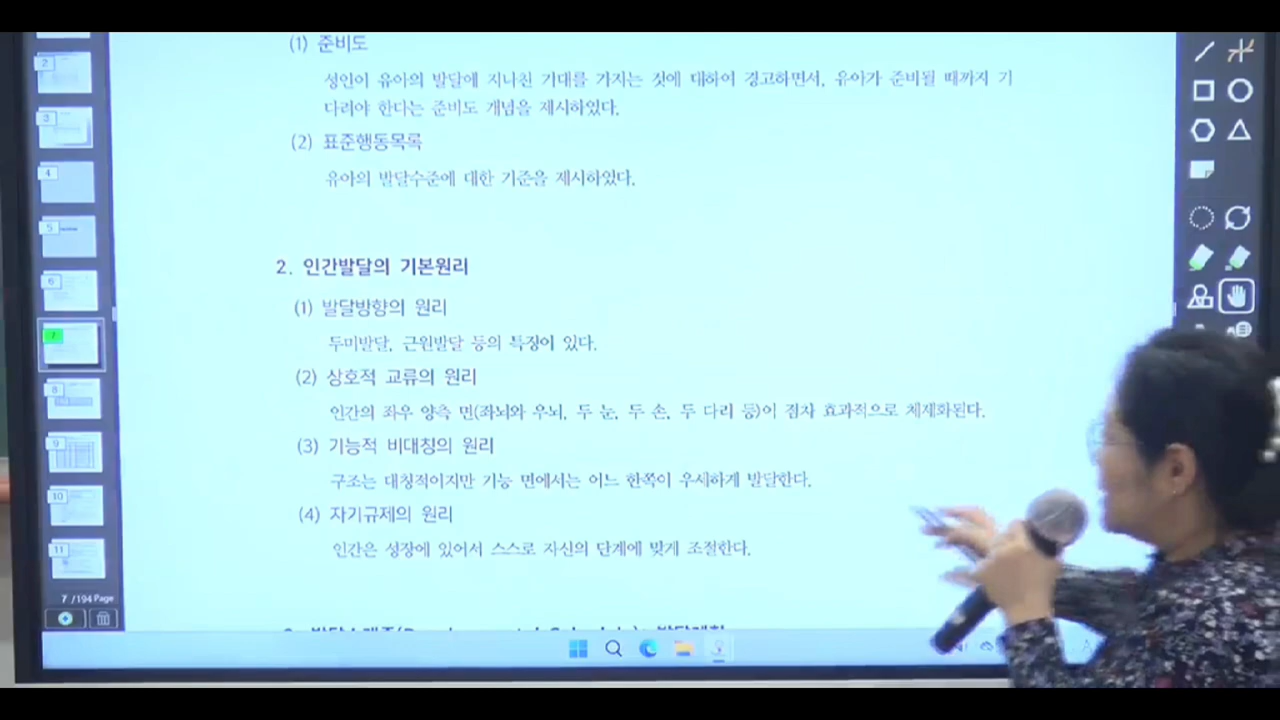 (1) 준비도
성인이 유아의 발달에 지나친 기대를 가지는 것에 대하여 경고하면서, 유아가 준비될 때까지 기
다리야 한다는 준비도 개념을 제시하였다.
(2) 표준행동목록
유아의 발달수준에 대한 기준을 제시하였다.
2. 인간발달의 기본원리
(1) 발달방향의 원리
두미발달, 근원발달 등의 특징이 있다.
(2) 상호적 교류의 원리
인간의 좌우 양측 면(좌뇌와 우뇌, 두 눈, 두 손, 두 다리 등)이 점차 효과적으로 체제화된다.
(3) 기능적 비대칭의 원리
구조는 대칭적이지만 기능 면에서는 어느 한쪽이 우세하게 발달한다.
(4) 자기규제의 원리
인간은 성장에 있어서 스스로 자신의 단계에 맞게 조절한다.
2
3
4
5
6
7
8
9
10
11
7 /194 Page